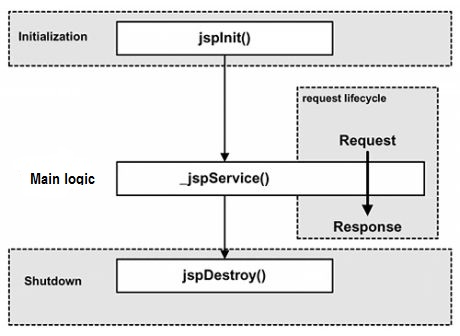 Initialization
jspInit()
request lifecycle
Request
Main logic
_jspService()
Response
Shutdown
jspDestroy()